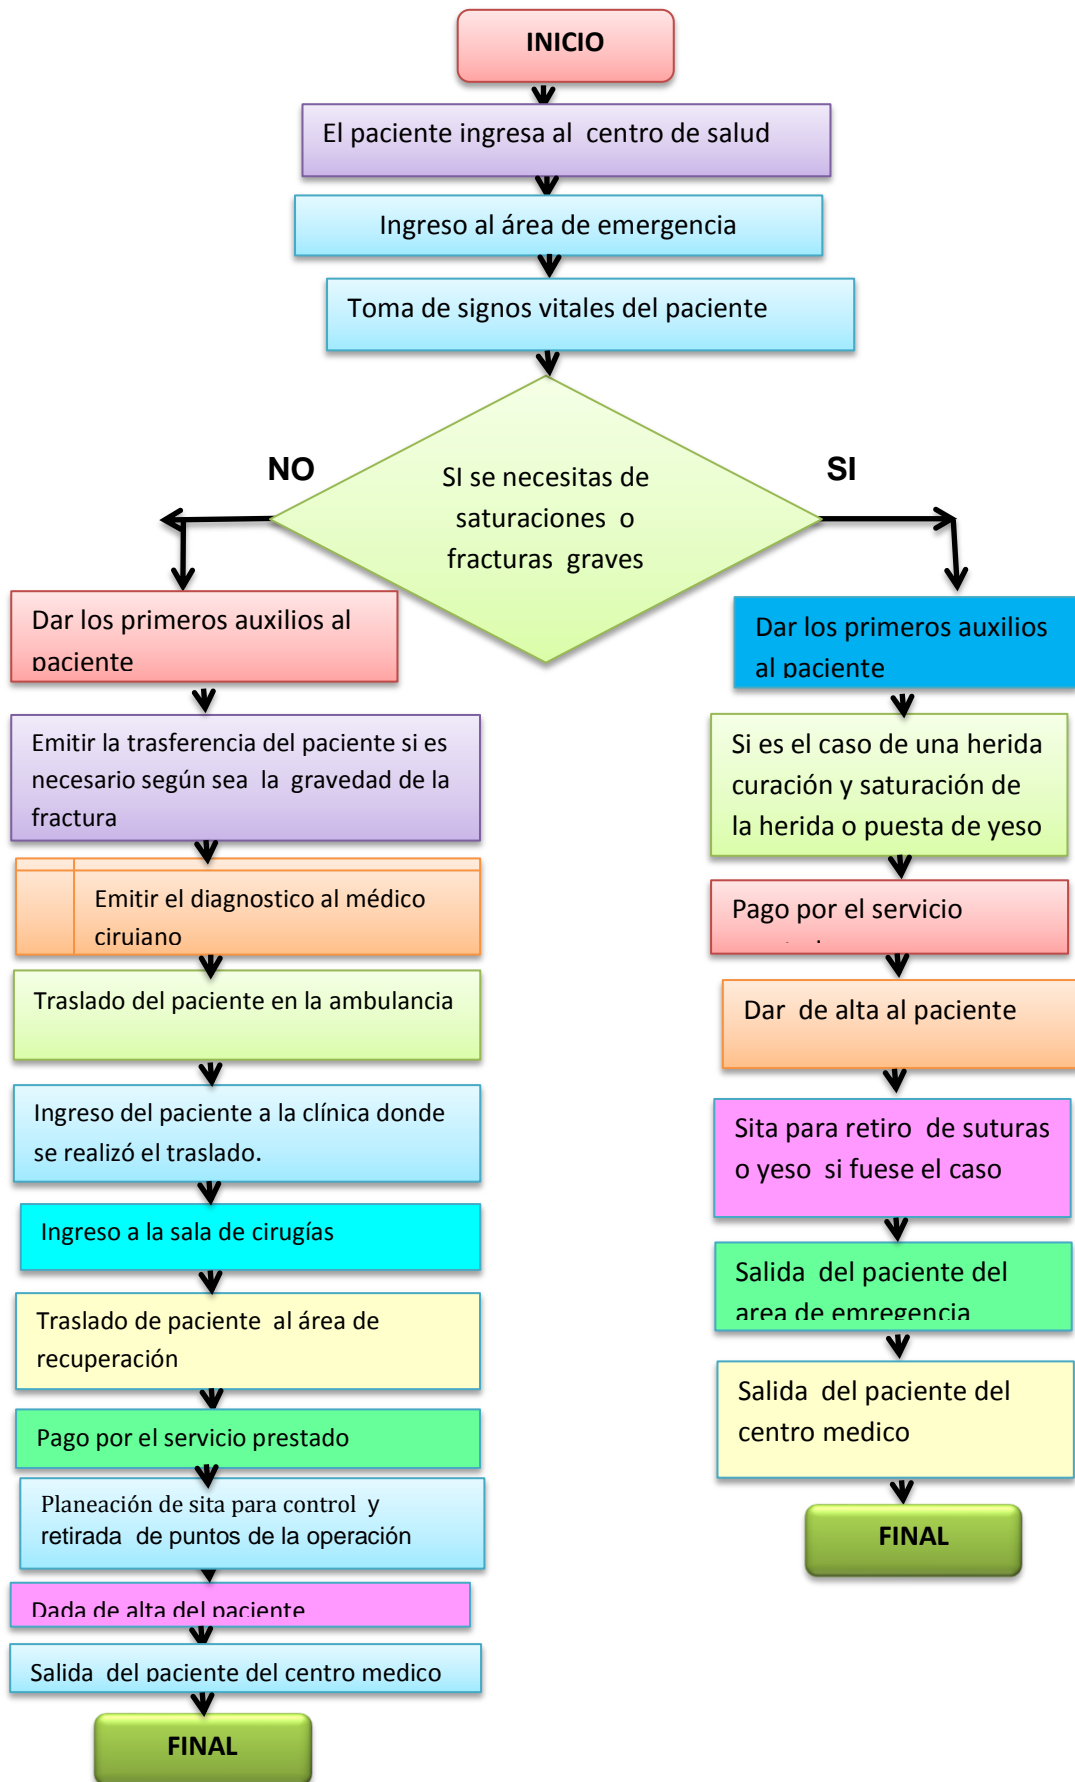 INICIO
El paciente ingresa al centro de salud
Ingreso al área de emergencia
Toma de signos vitales del paciente
NO
SI se necesitas de
saturaciones o
fracturas graves
SI
Dar los primeros auxilios al
paciente
Emitir la trasferencia del paciente si es
necesario según sea la gravedad de la
fractura
Emitir el diagnostico al médico
cirujano
Traslado del paciente en la ambulancia
Ingreso del paciente a la clínica donde
se realizó el traslado.
Ingreso a la sala de cirugías
Traslado de paciente al área de
recuperación
Pago por el servicio prestado
Planeación de sita para control y
retirada de puntos de la operación
Dada de alta del paciente
Salida del paciente del centro medico
FINAL
Dar los primeros auxilios
al paciente
Si es el caso de una herida
curación y saturación de
la herida o puesta de yeso
Pago por el servicio
Dar de alta al paciente
Sita para retiro de suturas
o yeso si fuese el caso
Salida del paciente del
area de emregencia
Salida del paciente del
centro medico
FINAL